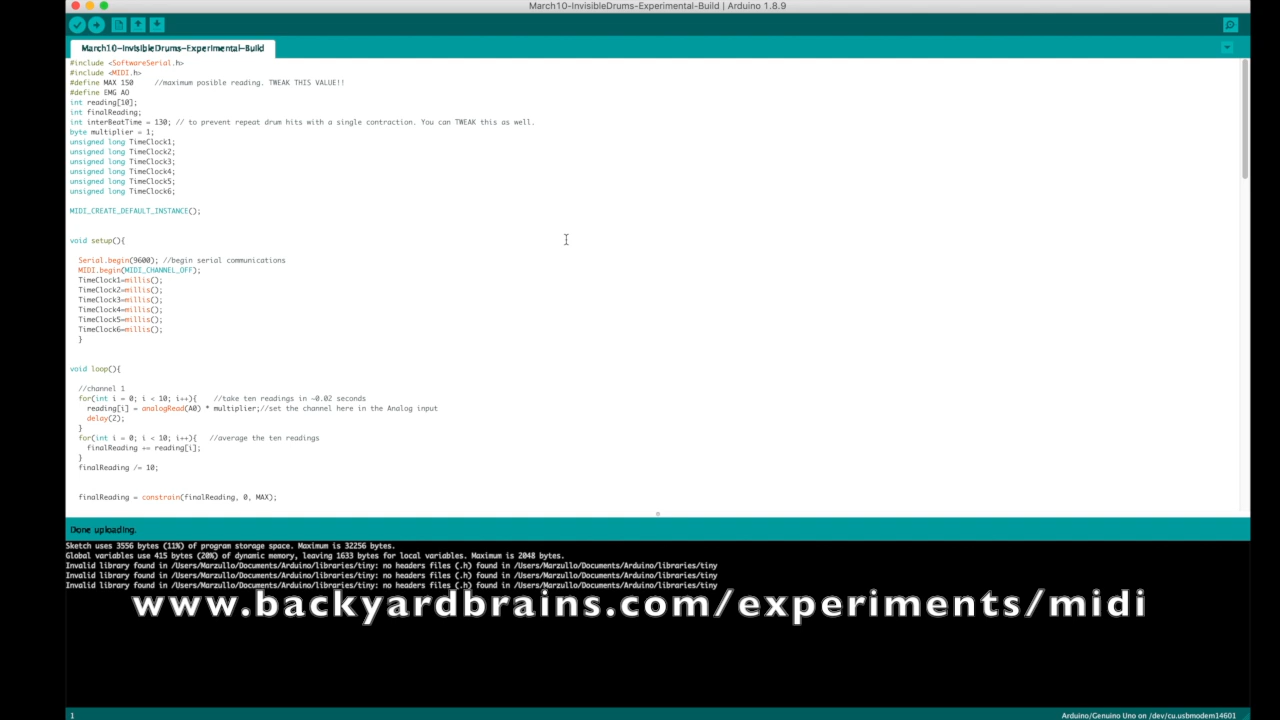 March10-InvisibleDrums-Experimental-Build | Arduino 1.8.9
March10-InvisibleDrums-Experimental-Build
#include <SoftwareSerial.h>
#include <MIDI.h>
#define MAX 150     //maximum posible reading. TWEAK THIS VALUE!!
#define EMG AO
int reading[10];
int finalReading;
int interBeatTime = 130; // to prevent repeat drum hits with a single contraction. You can TWEAK this as well.
byte multiplier = 1;
unsigned long TimeClock1;
unsigned long TimeClock2;
unsigned long TimeClock3;
unsigned long TimeClock4;
unsigned long TimeClock5;
unsigned long TimeClock6;
MIDI_CREATE_DEFAULT_INSTANCE();
void setup(){
Serial.begin(9600); //begin serial communications
MIDI.begin(MIDI_CHANNEL_OFF);
TimeClock1=millis();
TimeClock2=millis();
TimeClock3=millis();
TimeClock4=millis();
TimeClock5=millis();
TimeClock6=millis();
}
void loop(){
//channel 1
for(int i = 0; i < 10; i++){    //take ten readings in ~0.02 seconds
reading[i] = analogRead(A0) * multiplier;//set the channel here in the Analog input
delay(2);
}
for(int i = 0; i < 10; i++){   //average the ten readings
finalReading += reading[i];
}
finalReading /= 10;
finalReading = constrain(finalReading, 0, MAX);
Done uploading.
Sketch uses 3556 bytes (11%) of program storage space. Maximum is 32256 bytes.
Global variables use 415 bytes (20%) of dynamic memory, leaving 1633 bytes for local variables. Maximum is 2048 bytes.
Invalid library found in /Users/Marzullo/Documents/Arduino/libraries/tiny: no headers files (.h) found in /Users/Marzullo/Documents/Arduino/libraries/tiny
Invalid library found in /Users/Marzullo/Documents/Arduino/libraries/tiny: no headers files (.h) found in /Users/Marzullo/Documents/Arduino/libraries/tiny
Invalid library found in /Users/Marzullo/Documents/Arduino/libraries/tiny: no headers files (.h) found in /Users/Marzullo/Documents/Arduino/libraries/tiny
www.backyardbrains.com/experiments/midi
1
Arduino/Genuino Uno on /dev/cu.usbmodem14601